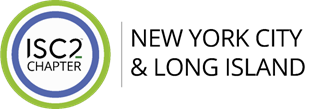 ISC2
CHAPTER
NEW YORK CITY
& LONG ISLAND